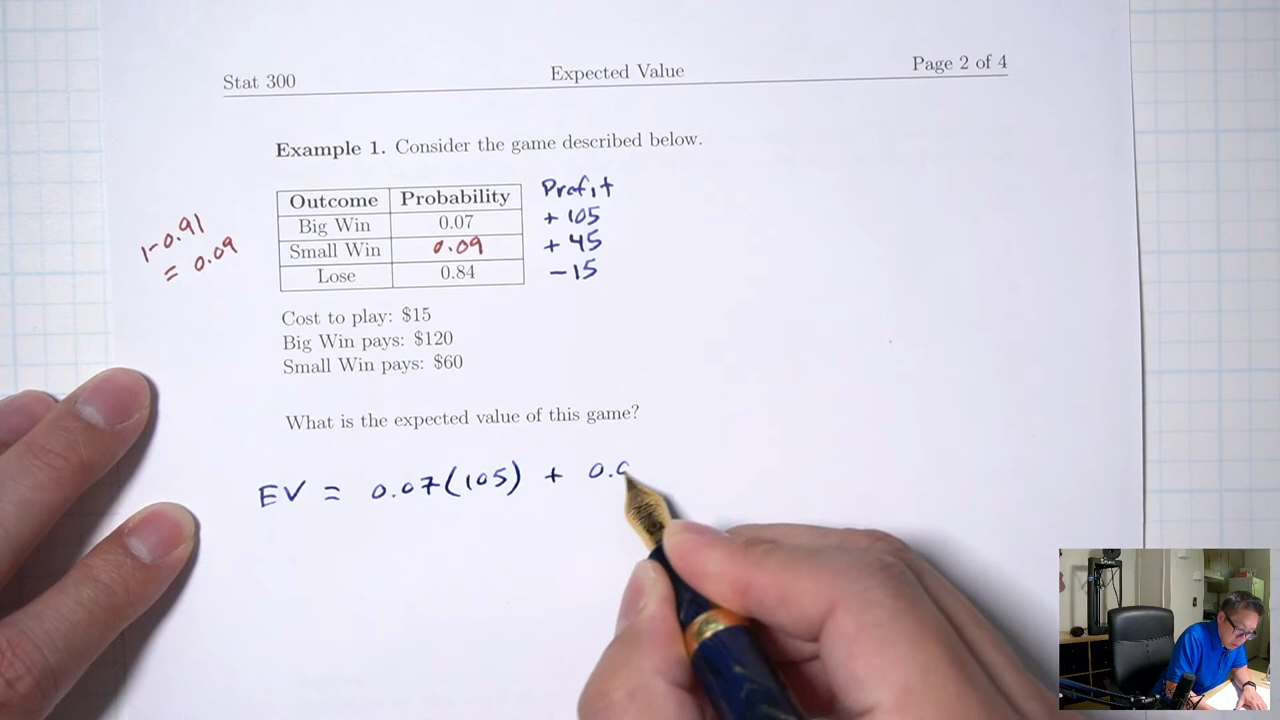 Stat 300 Expected Value Page 2 of 4
Example 1. Consider the game described below.
Outcome Probability Profit
Big Win 0.07 + 105
Small Win 0.09 + 45
Lose 0.84 -15
1-0.91
= 0.09
Cost to play: $15
Big Win pays: $120
Small Win pays: $60
What is the expected value of this game?
EV = 0.07(105) + 0.0